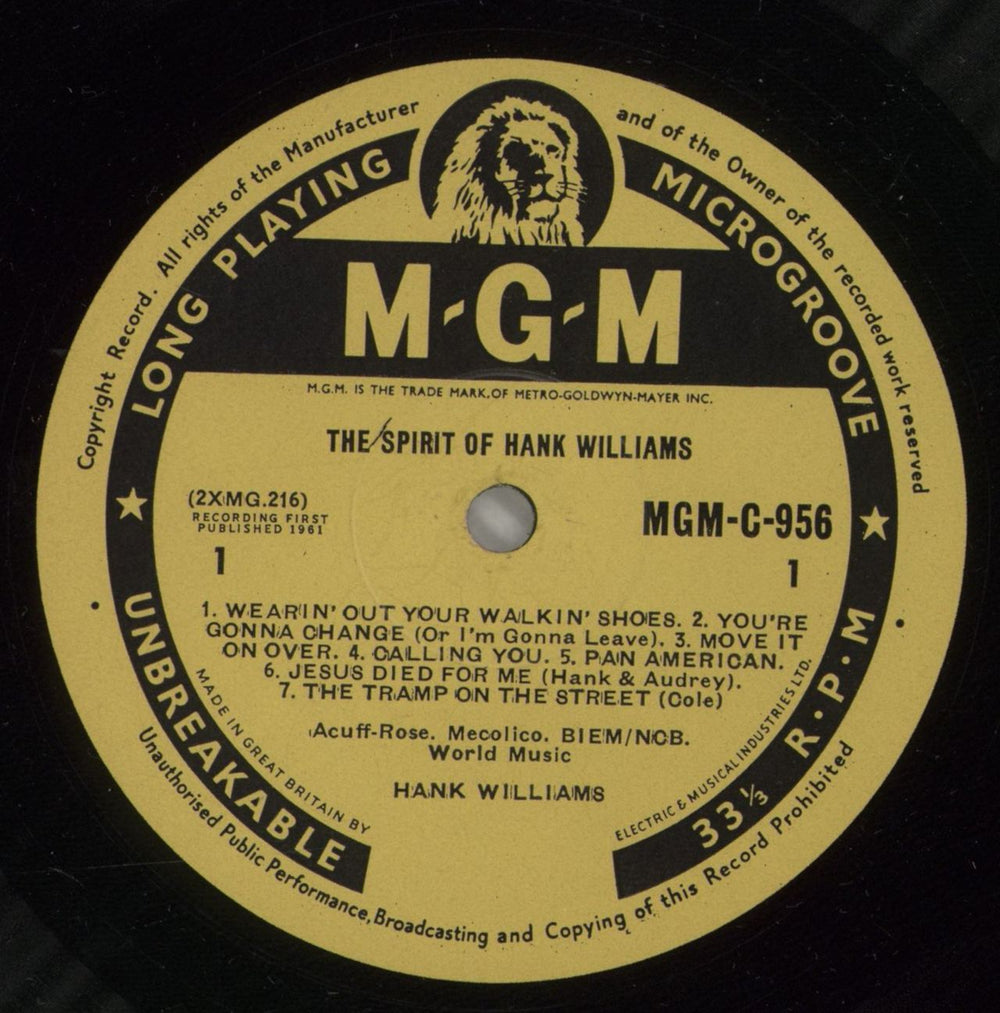 Copyright Record. All rights of the Manufacturer and of the Owner of the recorded work reserved
LONG PLAYING MICROGROOVE
M-G-M
M.G.M. IS THE TRADE MARK OF METRO-GOLDWYN-MAYER INC.
THE SPIRIT OF HANK WILLIAMS
(2XMG.216)
RECORDING FIRST
PUBLISHED 1961
MGM-C-956
1
1
1. WEARIN' OUT YOUR WALKIN' SHOES. 2. YOU'RE
GONNA CHANGE (Or I'm Gonna Leave). 3. MOVE IT
ON OVER. 4. CALLING YOU. 5. PAN AMERICAN.
6. JESUS DIED FOR ME (Hank & Audrey).
7. THE TRAMP ON THE STREET (Cole)
Acuff-Rose. Mecolico. BIEM/NCB.
World Music
HANK WILLIAMS
MADE IN GREAT BRITAIN BY ELECTRIC & MUSICAL INDUSTRIES LTD.
UNBREAKABLE
33⅓ R•P•M
Unauthorised Public Performance, Broadcasting and Copying of this Record Prohibited